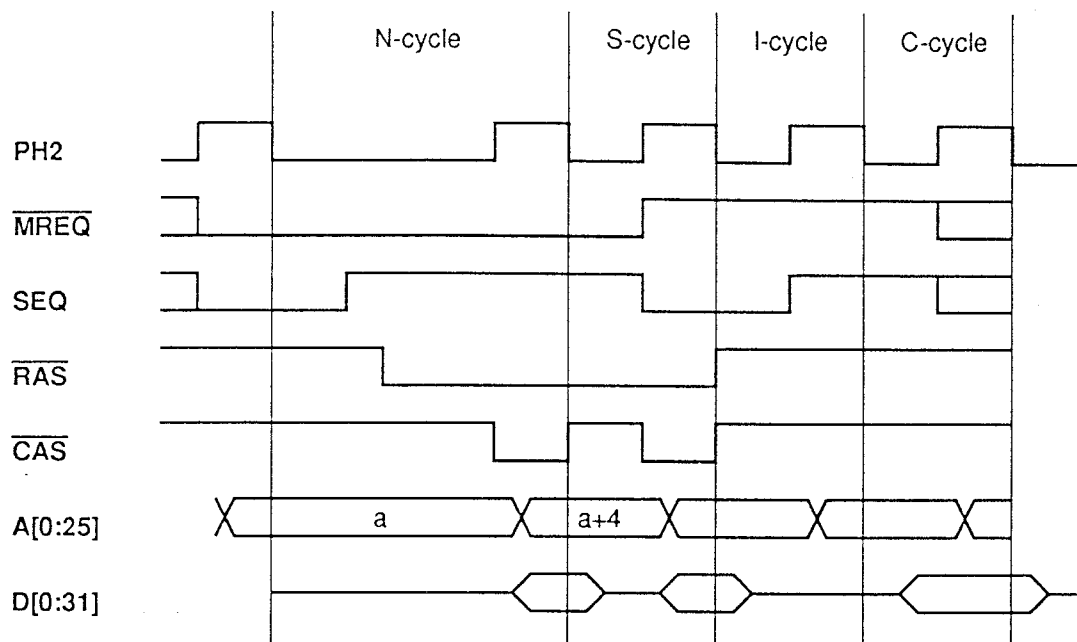 N-cycle S-cycle I-cycle C-cycle
PH2
MREQ
SEQ
RAS
CAS
A[0:25] a a+4
D[0:31]